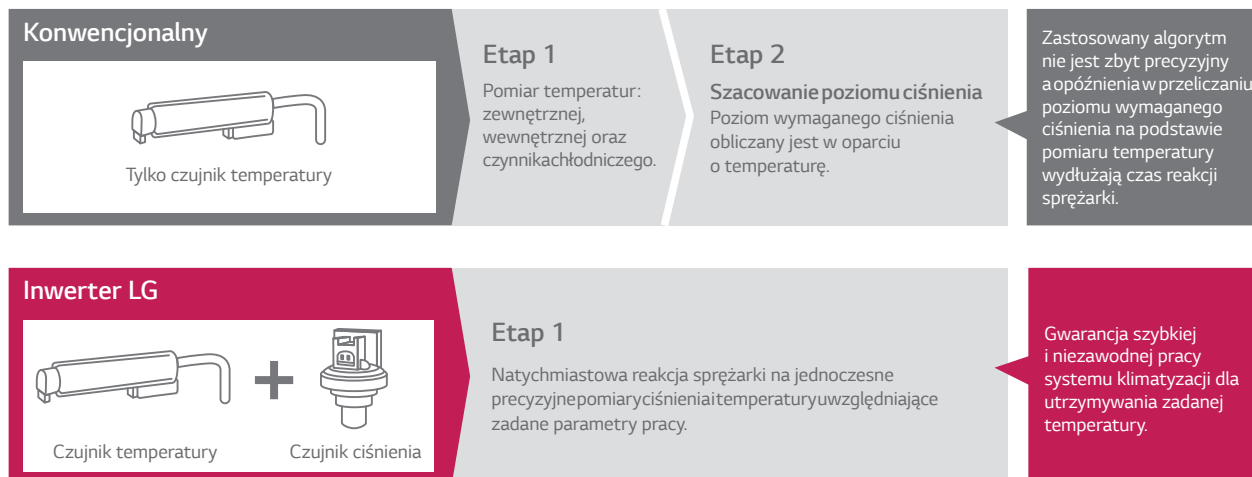 Konwencjonalny
Tylko czujnik temperatury
Etap 1
Pomiar temperatur:
zewnętrznej,
wewnętrznej oraz
czynnikachłodniczego.
Etap 2
Szacowanie poziomu ciśnienia
Poziom wymaganego ciśnienia
obliczany jest w oparciu
o temperaturę.
Zastosowany algorytm
nie jest zbyt precyzyjny
a opóźnienia w przeliczaniu
poziomu wymaganego
ciśnienia na podstawie
pomiaru temperatury
wydłużają czas reakcji
sprężarki.
Inwerter LG
Czujnik temperatury
Czujnik ciśnienia
Etap 1
Natychmiastowa reakcja sprężarki na jednoczesne
precyzyjnepomiaryciśnieniaitemperaturyuwzględniające
zadane parametry pracy.
Gwarancja szybkiej
i niezawodnej pracy
systemu klimatyzacji dla
utrzymywania zadanej
temperatury.